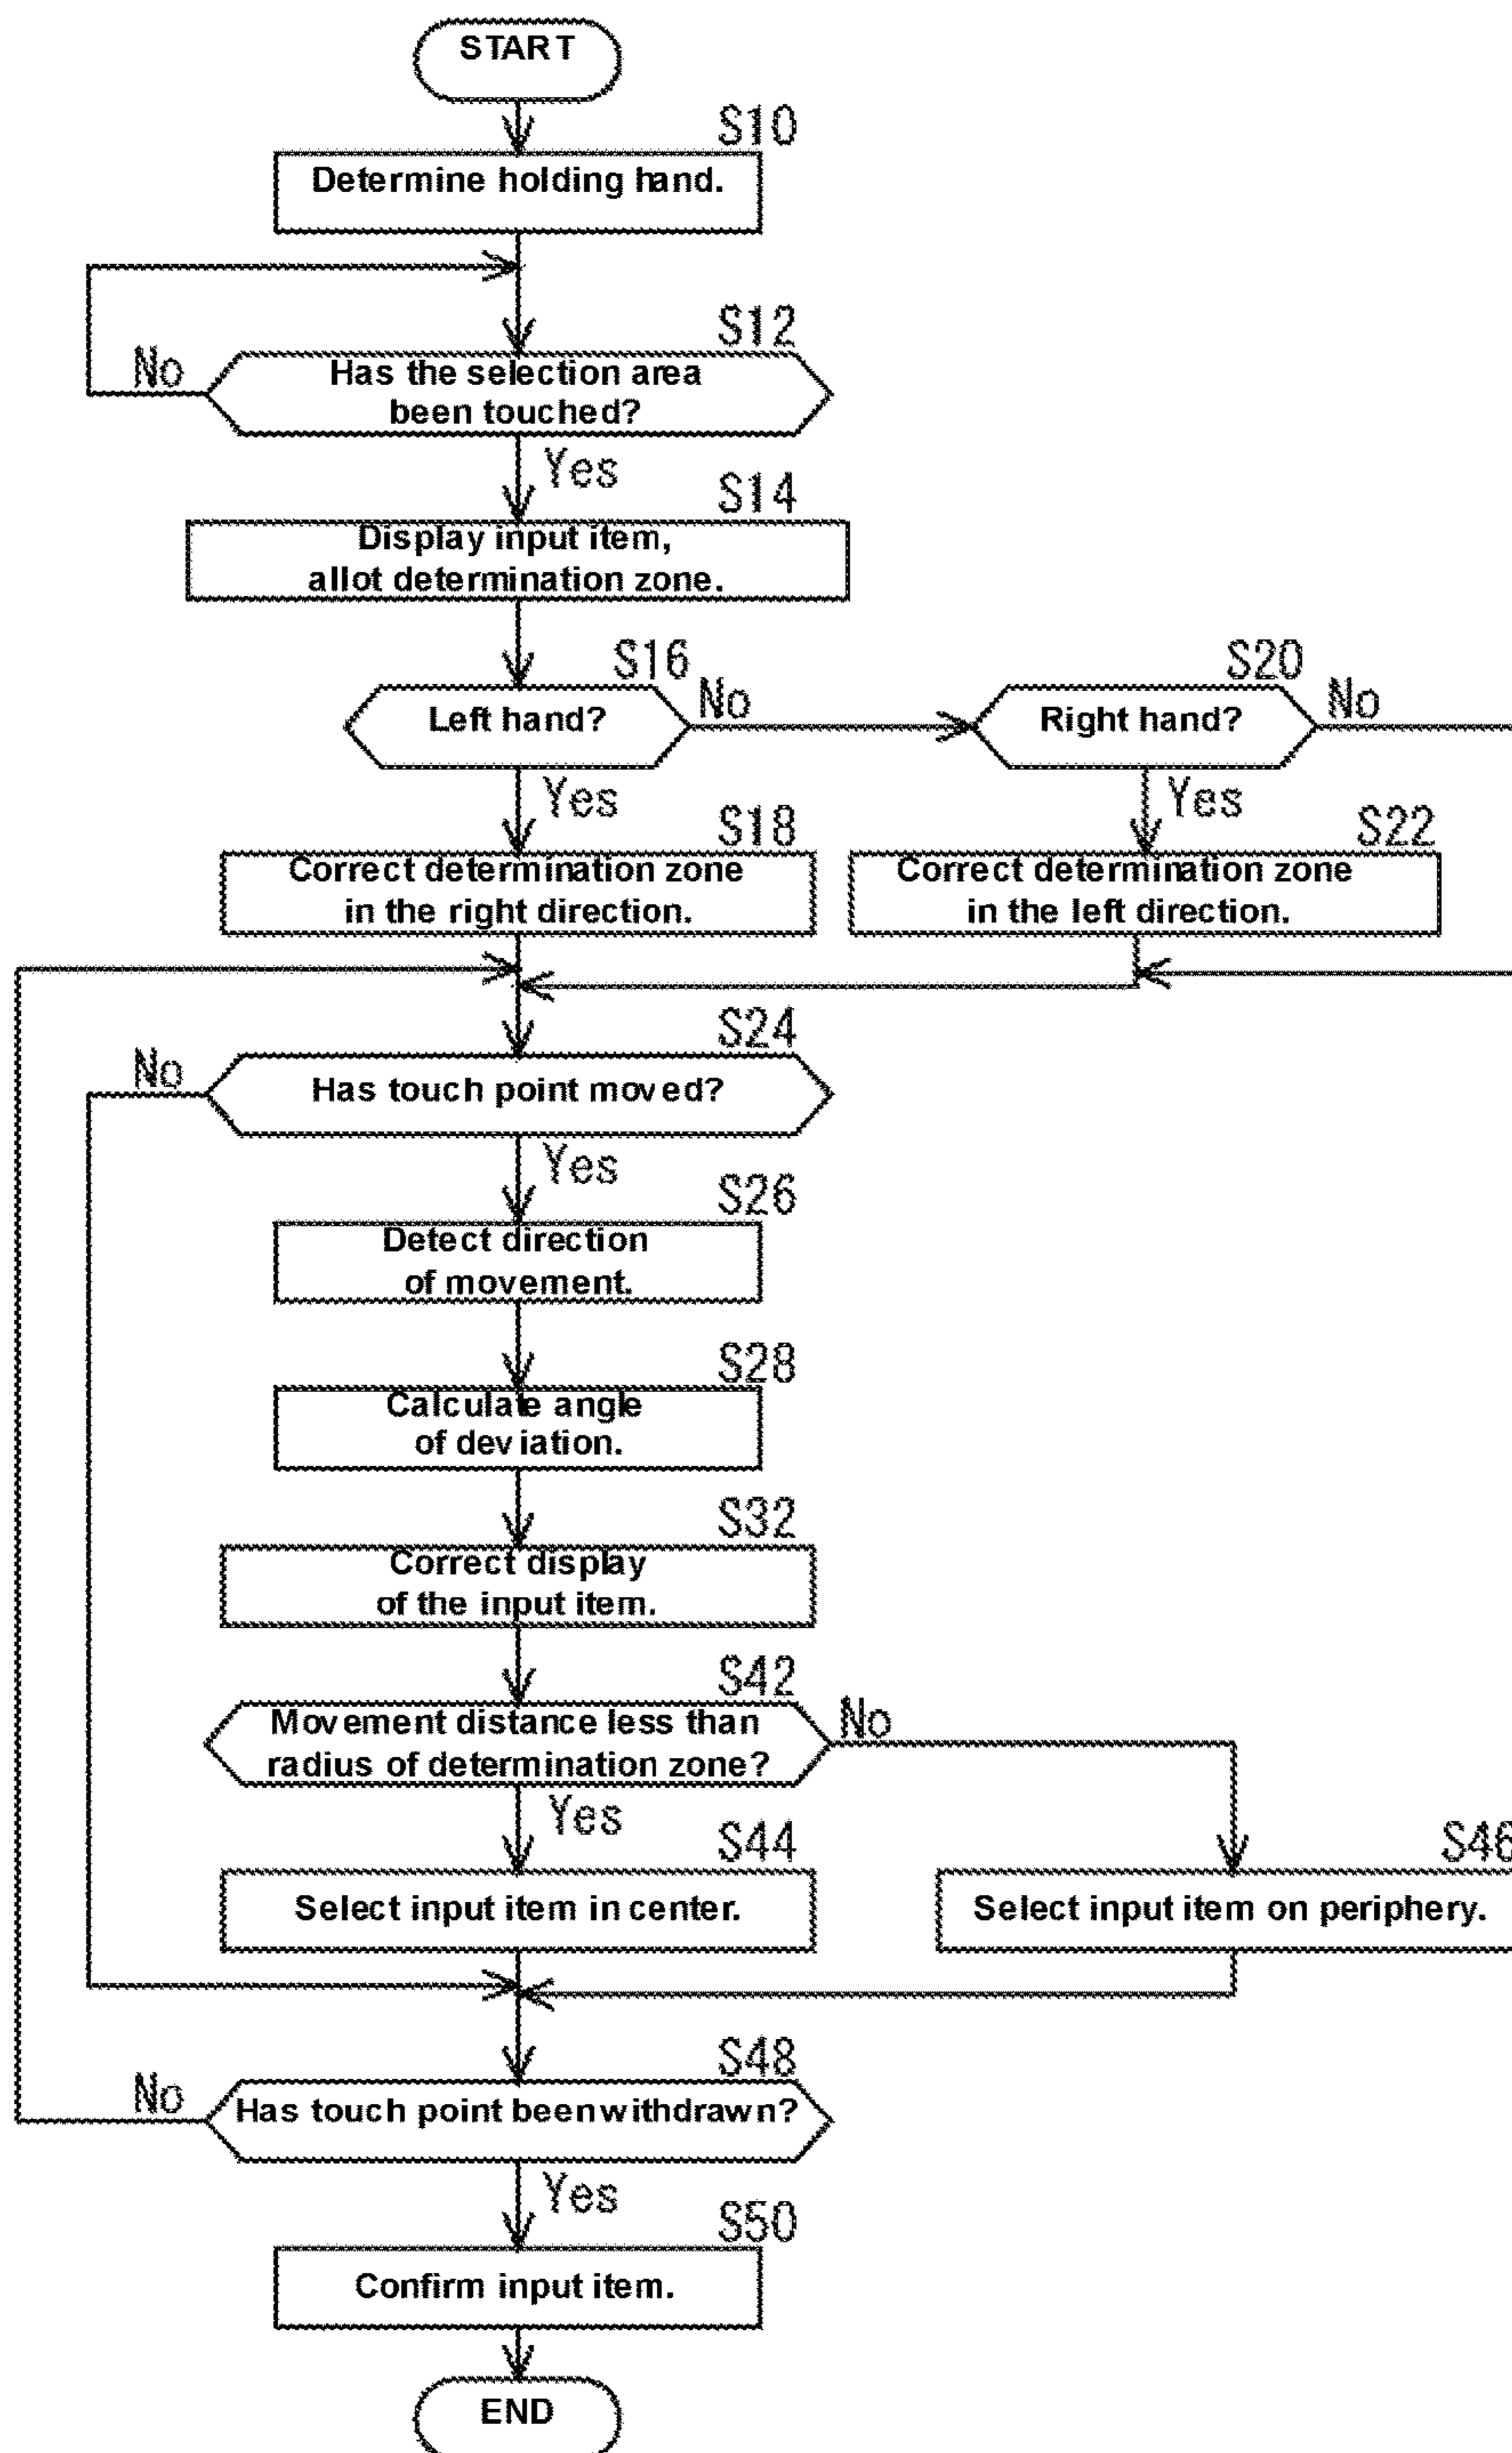 START
S10
Determine holding hand.
S12
No
Has the selection area
been touched?
Yes
S14
Display input item,
allot determination zone.
S16
S20
Left hand?
No
Right hand?
No
Yes
Yes
S18
S22
Correct determination zone
in the right direction.
Correct determination zone
in the left direction.
S24
No
Has touch point moved?
Yes
S26
Detect direction
of movement.
S28
Calculate angle
of deviation.
S32
Correct display
of the input item.
S42
Movement distance less than
radius of determination zone?
No
Yes
S44
S46
Select input item in center.
Select input item on periphery.
S48
No
Has touch point been withdrawn?
Yes
S50
Confirm input item.
END